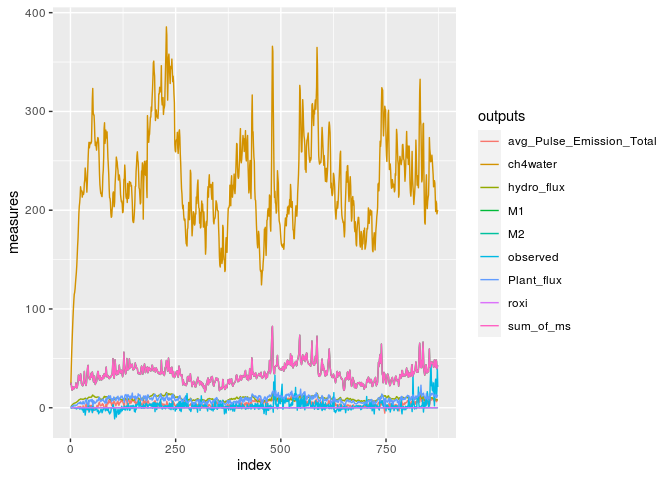 400
300
200
100
0
measures
0
250
500
750
index
outputs
avg_Pulse_Emission_Total
ch4water
hydro_flux
M1
M2
observed
Plant_flux
roxi
sum_of_ms